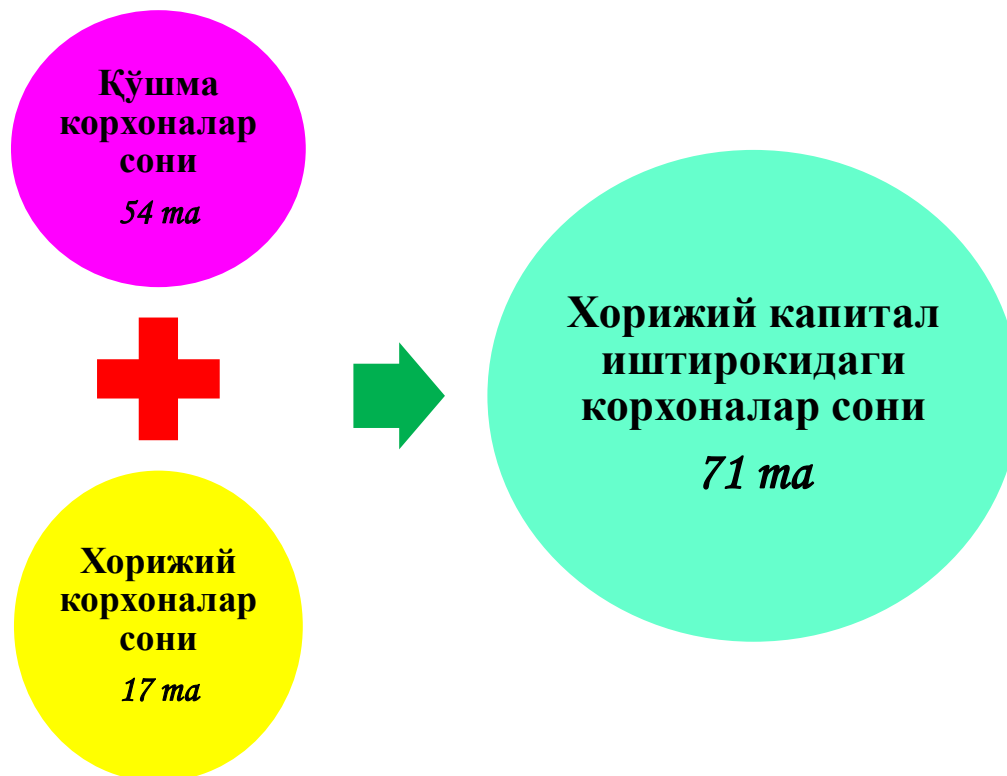 Қўшма
корхоналар
сони
54 та
Хорижий
корхоналар
сони
17 та
Хорижий капитал
иштирокидаги
корхоналар сони
71 та